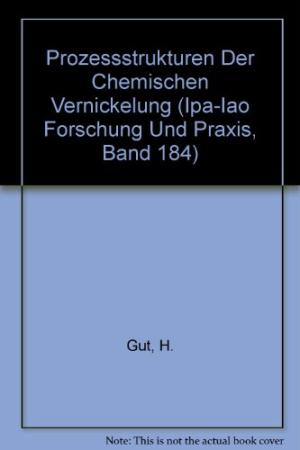 Prozessstrukturen Der
Chemischen
Vernickelung (Ipa-Iao
Forschung Und Praxis,
Band 184)
Gut, H.
Note: This is not the actual book cover